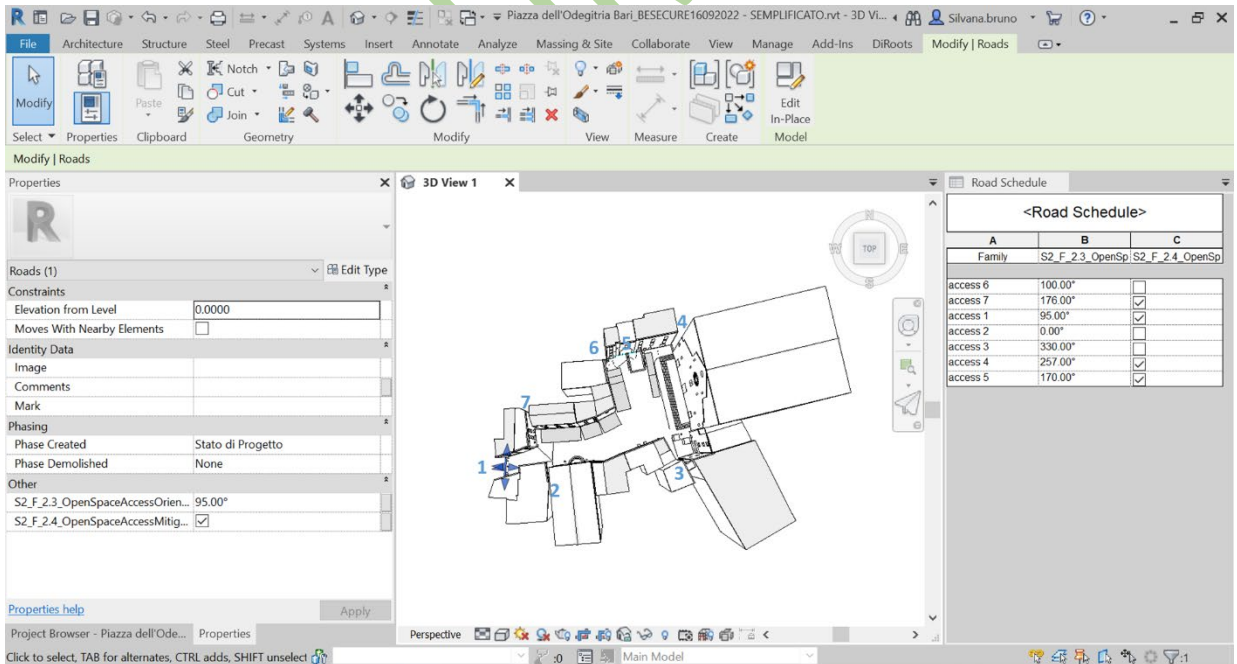 Piazza dell'Odegitria Bari_BESECURE16092022 - SEMPLIFICATO.rvt - 3D Vi...
Silvana.bruno
File Architecture Structure Steel Precast Systems Insert Annotate Analyze Massing & Site Collaborate View Manage Add-Ins DiRoots Modify | Roads
Modify
Paste
Notch
Cut
Join
Edit
In-Place
Select Properties Clipboard Geometry Modify View Measure Create Model
Modify | Roads
Properties
Roads (1) Edit Type
Constraints
Elevation from Level 0.0000
Moves With Nearby Elements
Identity Data
Image
Comments
Mark
Phasing
Phase Created Stato di Progetto
Phase Demolished None
Other
S2_F_2.3_OpenSpaceAccessOrien... 95.00°
S2_F_2.4_OpenSpaceAccessMitig...
Properties help Apply
Project Browser - Piazza dell'Ode... Properties
3D View 1
TOP
4
6 5
7
1
2
3
Perspective
Road Schedule
<Road Schedule>
A B C
Family S2_F_2.3_OpenSp S2_F_2.4_OpenSp
access 6 100.00°
access 7 176.00°
access 1 95.00°
access 2 0.00°
access 3 330.00°
access 4 257.00°
access 5 170.00°
Click to select, TAB for alternates, CTRL adds, SHIFT unselect
:0 Main Model :1